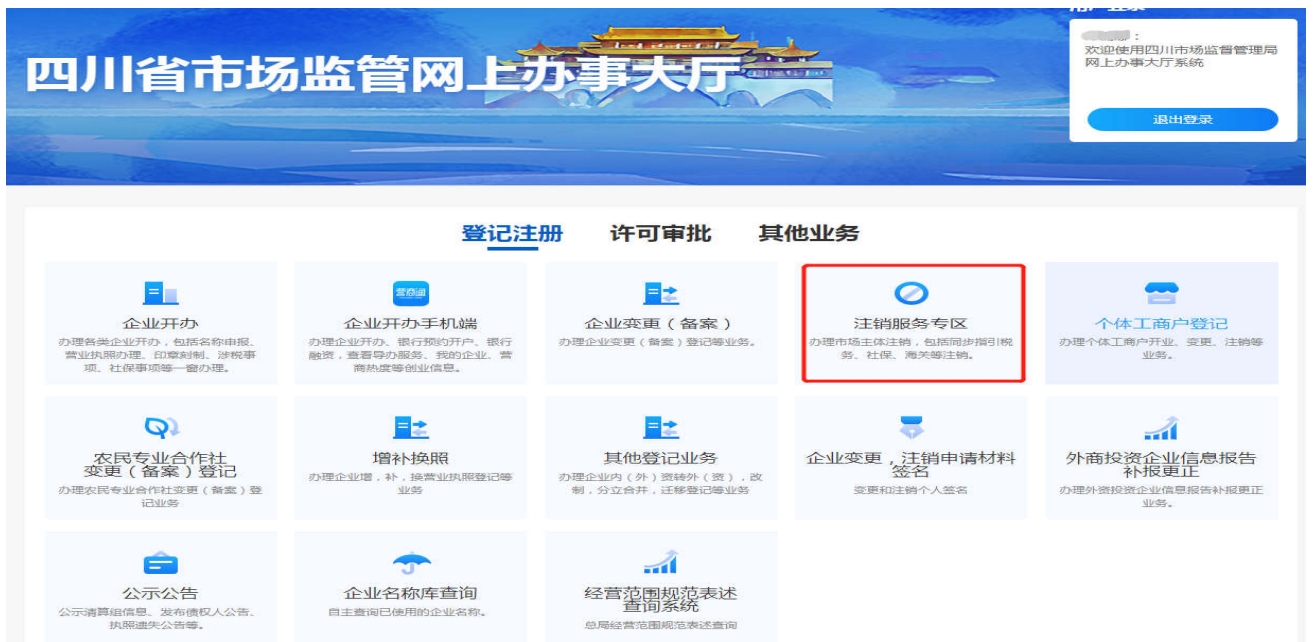 用户登录
四川省市场监管网上办事大厅
：
欢迎使用四川市场监督管理局
网上办事大厅系统
退出登录
登记注册 许可审批 其他业务
企业开办
办理各类企业开办，包括名称申报、
营业执照办理、印章刻制、涉税事
项、社保事项等一窗办理。
营商通
企业开办手机端
办理企业开办、银行预约开户、银行
融资，查看导办服务、我的企业、营
商热度等创业信息。
企业变更（备案）
办理企业变更（备案）登记等业务。
注销服务专区
办理市场主体注销，包括同步指引税
务、社保、海关等注销。
个体工商户登记
办理个体工商户开业、变更、注销等
业务。
农民专业合作社
变更（备案）登记
办理农民专业合作社变更（备案）登
记业务
增补换照
办理企业增，补，换营业执照登记等
业务
其他登记业务
办理企业内（外）资转外（资），改
制，分立合并，迁移登记等业务
企业变更，注销申请材料
签名
变更和注销个人签名
外商投资企业信息报告
补报更正
办理外资投资企业信息报告补报更正
业务。
公示公告
公示清算组信息、发布债权人公告、
执照遗失公告等。
企业名称库查询
自主查询已使用的企业名称。
经营范围规范表述
查询系统
总局经营范围规范表述查询